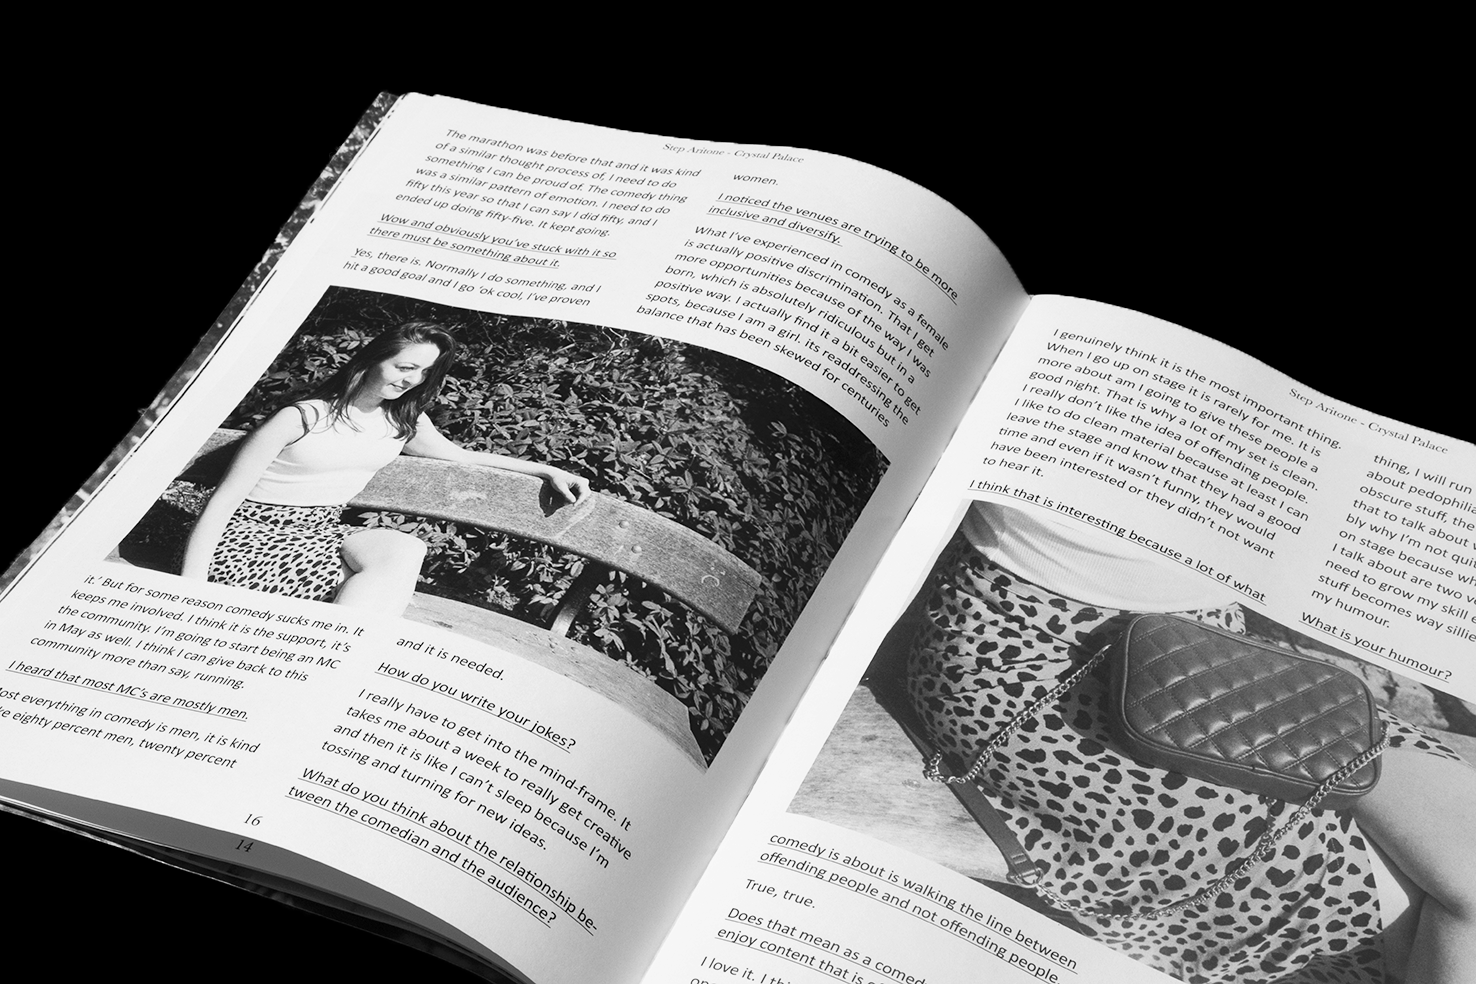 Step Aritone - Crystal Palace
The marathon was before that and it was kind
of a similar thought process of, I need to do
something I can be proud of. The comedy thing
was a similar pattern of emotion. I need to do
fifty this year so that I can say I did fifty, and I
ended up doing fifty-five. It kept going.
Wow and obviously you've stuck with it so
there must be something about it.
Yes, there is. Normally I do something, and I
hit a good goal and I go 'ok cool, I've proven
it.' But for some reason comedy sucks me in. It
keeps me involved. I think it is the support, it's
the community. I'm going to start being an MC
in May as well. I think I can give back to this
community more than say, running.
I heard that most MC's are mostly men.
everything in comedy is men, it is kind
eighty percent men, twenty percent
women.
I noticed the venues are trying to be more
inclusive and diversify.
What I've experienced in comedy as a female
is actually positive discrimination. That, I get
more opportunities because of the way I was
born, which is absolutely ridiculous but in a
positive way. I actually find it a bit easier to get
spots, because I am a girl. its readdressing the
balance that has been skewed for centuries
and it is needed.
How do you write your jokes?
I really have to get into the mind-frame. It
takes me about a week to really get creative
and then it is like I can't sleep because I'm
tossing and turning for new ideas.
What do you think about the relationship be-
tween the comedian and the audience?
16
14
Step Aritone - Crystal Palace
I genuinely think it is the most important thing.
When I go up on stage it is rarely for me. It is
more about am I going to give these people a
good night. That is why a lot of my set is clean.
I really don't like the idea of offending people.
I like to do clean material because at least I can
leave the stage and know that they had a good
time and even if it wasn't funny, they would
have been interested or they didn't not want
to hear it.
I think that is interesting because a lot of what
comedy is about is walking the line between
offending people and not offending people.
True, true.
Does that mean as a
enjoy content that is
I love it. I
thing, I will run
about
obscure stuff, the
that to talk about
bly why I'm not
on stage because
I talk about are two
need to grow my skill
stuff becomes way
my humour.
What is your humour?